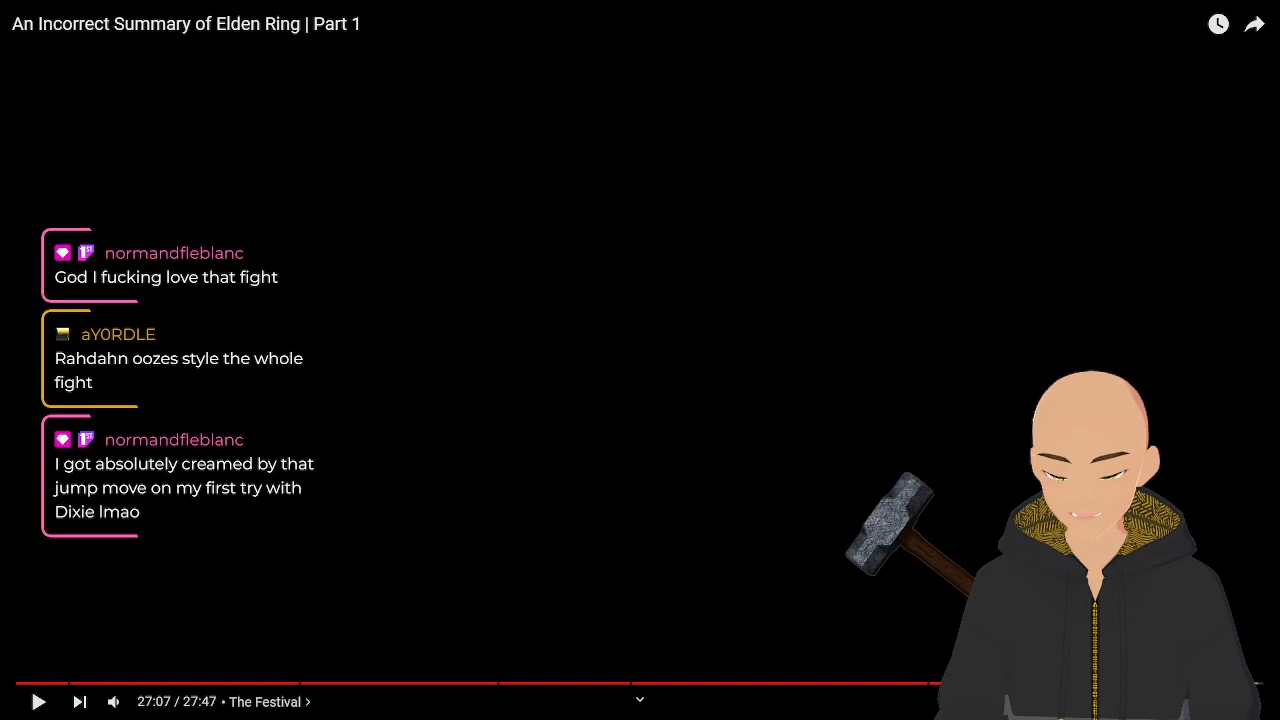 An Incorrect Summary of Elden Ring | Part 1
1ST normandfleblanc
God I fucking love that fight
aY0RDLE
Rahdahn oozes style the whole
fight
1ST normandfleblanc
I got absolutely creamed by that
jump move on my first try with
Dixie lmao
27:07 / 27:47 • The Festival >